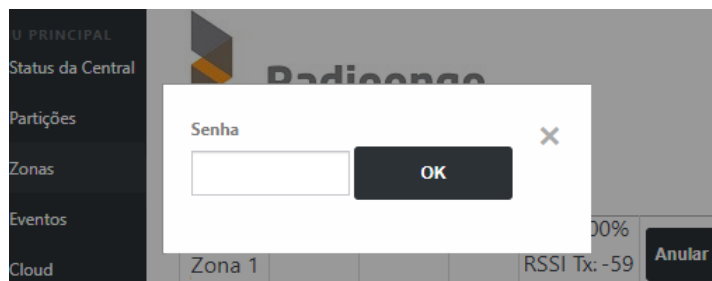 U PRINCIPAL
Status da Central
Partições
Zonas
Eventos
Cloud
Senha
×
OK
00%
Zona 1
RSSI Tx: -59
Anular